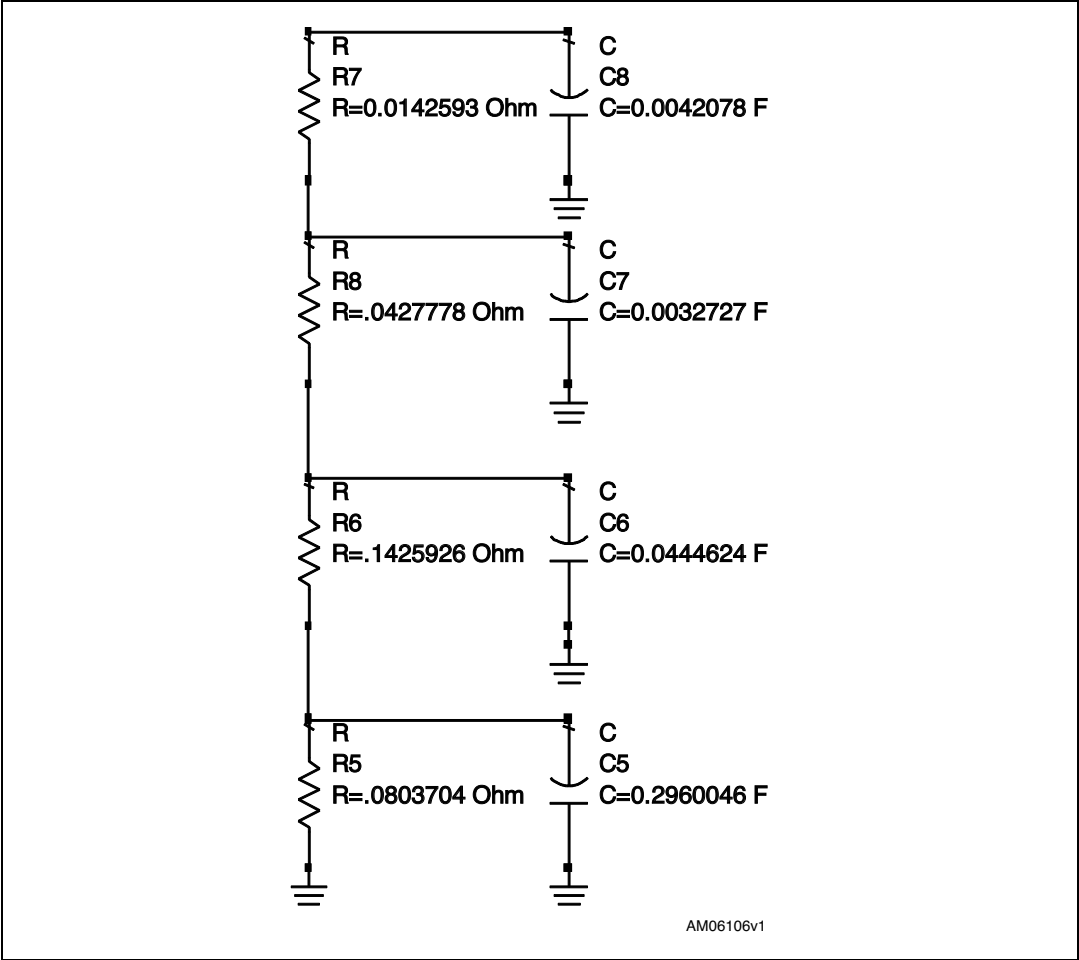 R
R7
R=0.0142593 Ohm
C
C8
C=0.0042078 F
R
R8
R=.0427778 Ohm
C
C7
C=0.0032727 F
R
R6
R=.1425926 Ohm
C
C6
C=0.0444624 F
R
R5
R=.0803704 Ohm
C
C5
C=0.2960046 F
AM06106v1